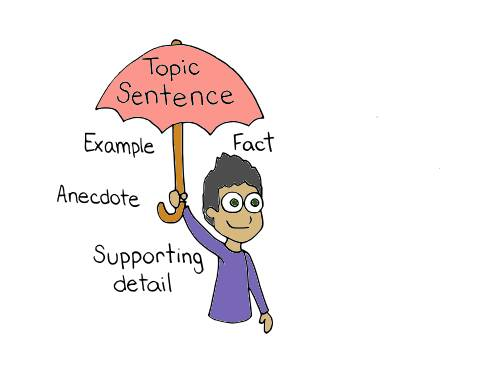 Topic
Sentence
Example
Fact
Anecdote
Supporting
detail